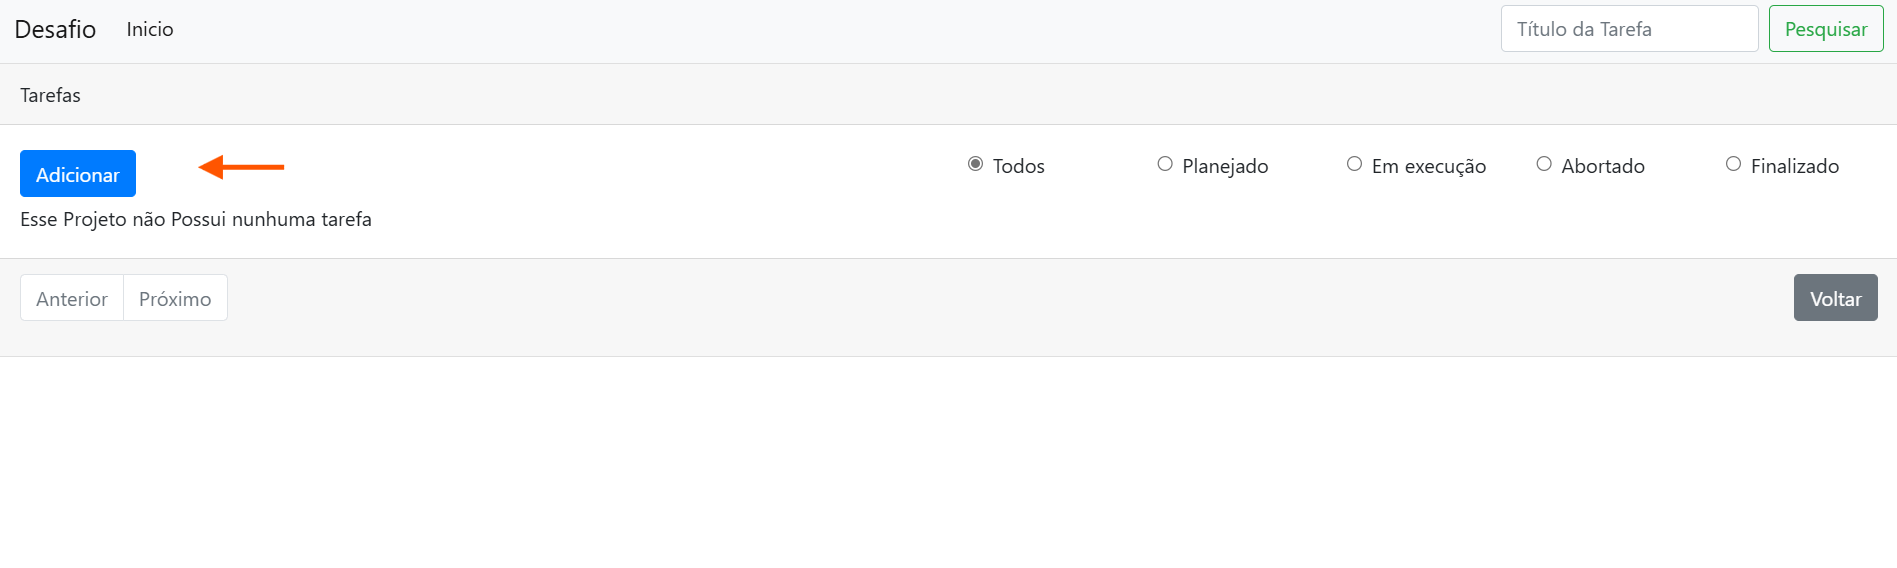 Desafio Inicio Título da Tarefa Pesquisar
Tarefas
Adicionar Todos Planejado Em execução Abortado Finalizado
Esse Projeto não Possui nunhuma tarefa
Anterior Próximo Voltar